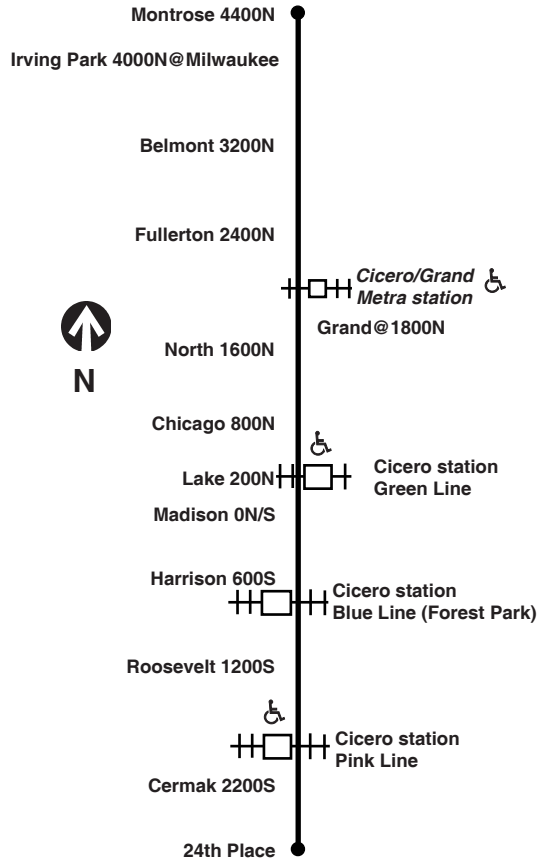 Montrose 4400N
Irving Park 4000N@Milwaukee
Belmont 3200N
Fullerton 2400N
Cicero/Grand
Metra station
Grand@1800N
N
North 1600N
Chicago 800N
Lake 200N
Cicero station
Green Line
Madison 0N/S
Harrison 600S
Cicero station
Blue Line (Forest Park)
Roosevelt 1200S
Cicero station
Pink Line
Cermak 2200S
24th Place